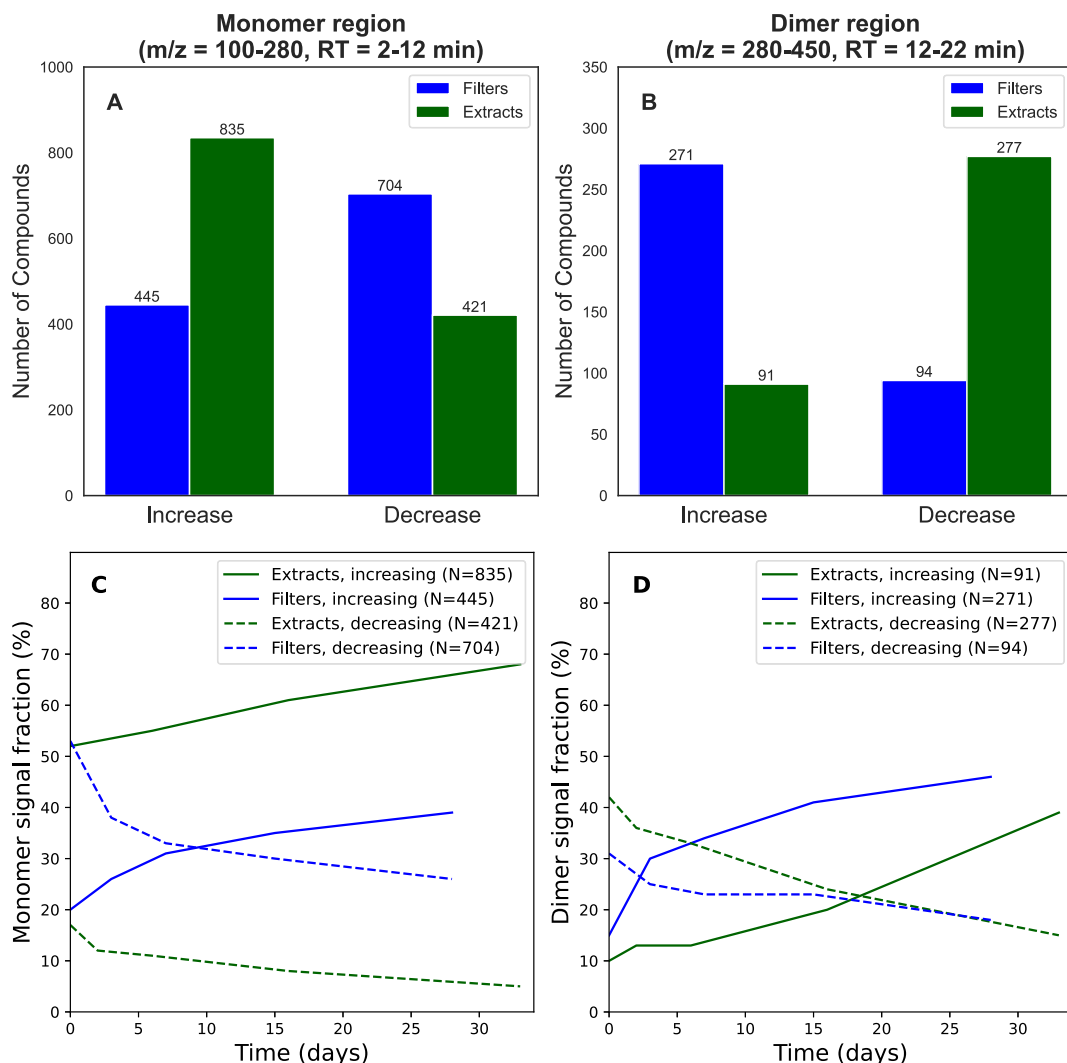 Monomer region
(m/z = 100-280, RT = 2-12 min)
Dimer region
(m/z = 280-450, RT = 12-22 min)
A
Filters
Extracts
Number of Compounds
1000
800
600
400
200
0
445
835
704
421
Increase
Decrease
B
Filters
Extracts
Number of Compounds
350
300
250
200
150
100
50
0
271
91
94
277
Increase
Decrease
C
Extracts, increasing (N=835)
Filters, increasing (N=445)
Extracts, decreasing (N=421)
Filters, decreasing (N=704)
Monomer signal fraction (%)
80
70
60
50
40
30
20
10
0
0 5 10 15 20 25 30
Time (days)
D
Extracts, increasing (N=91)
Filters, increasing (N=271)
Extracts, decreasing (N=277)
Filters, decreasing (N=94)
Dimer signal fraction (%)
80
70
60
50
40
30
20
10
0
0 5 10 15 20 25 30
Time (days)